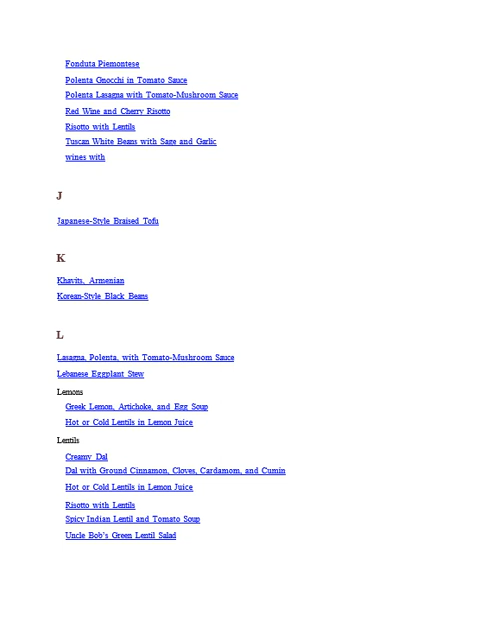 Fonduta Piemontese
Polenta Gnocchi in Tomato Sauce
Polenta Lasagna with Tomato-Mushroom Sauce
Red Wine and Cherry Risotto
Risotto with Lentils
Tuscan White Beans with Sage and Garlic
wines with
J
Japanese-Style Braised Tofu
K
Khavits, Armenian
Korean-Style Black Beans
L
Lasagna, Polenta, with Tomato-Mushroom Sauce
Lebanese Eggplant Stew
Lemons
Greek Lemon, Artichoke, and Egg Soup
Hot or Cold Lentils in Lemon Juice
Lentils
Creamy Dal
Dal with Ground Cinnamon, Cloves, Cardamom, and Cumin
Hot or Cold Lentils in Lemon Juice
Risotto with Lentils
Spicy Indian Lentil and Tomato Soup
Uncle Bob’s Green Lentil Salad